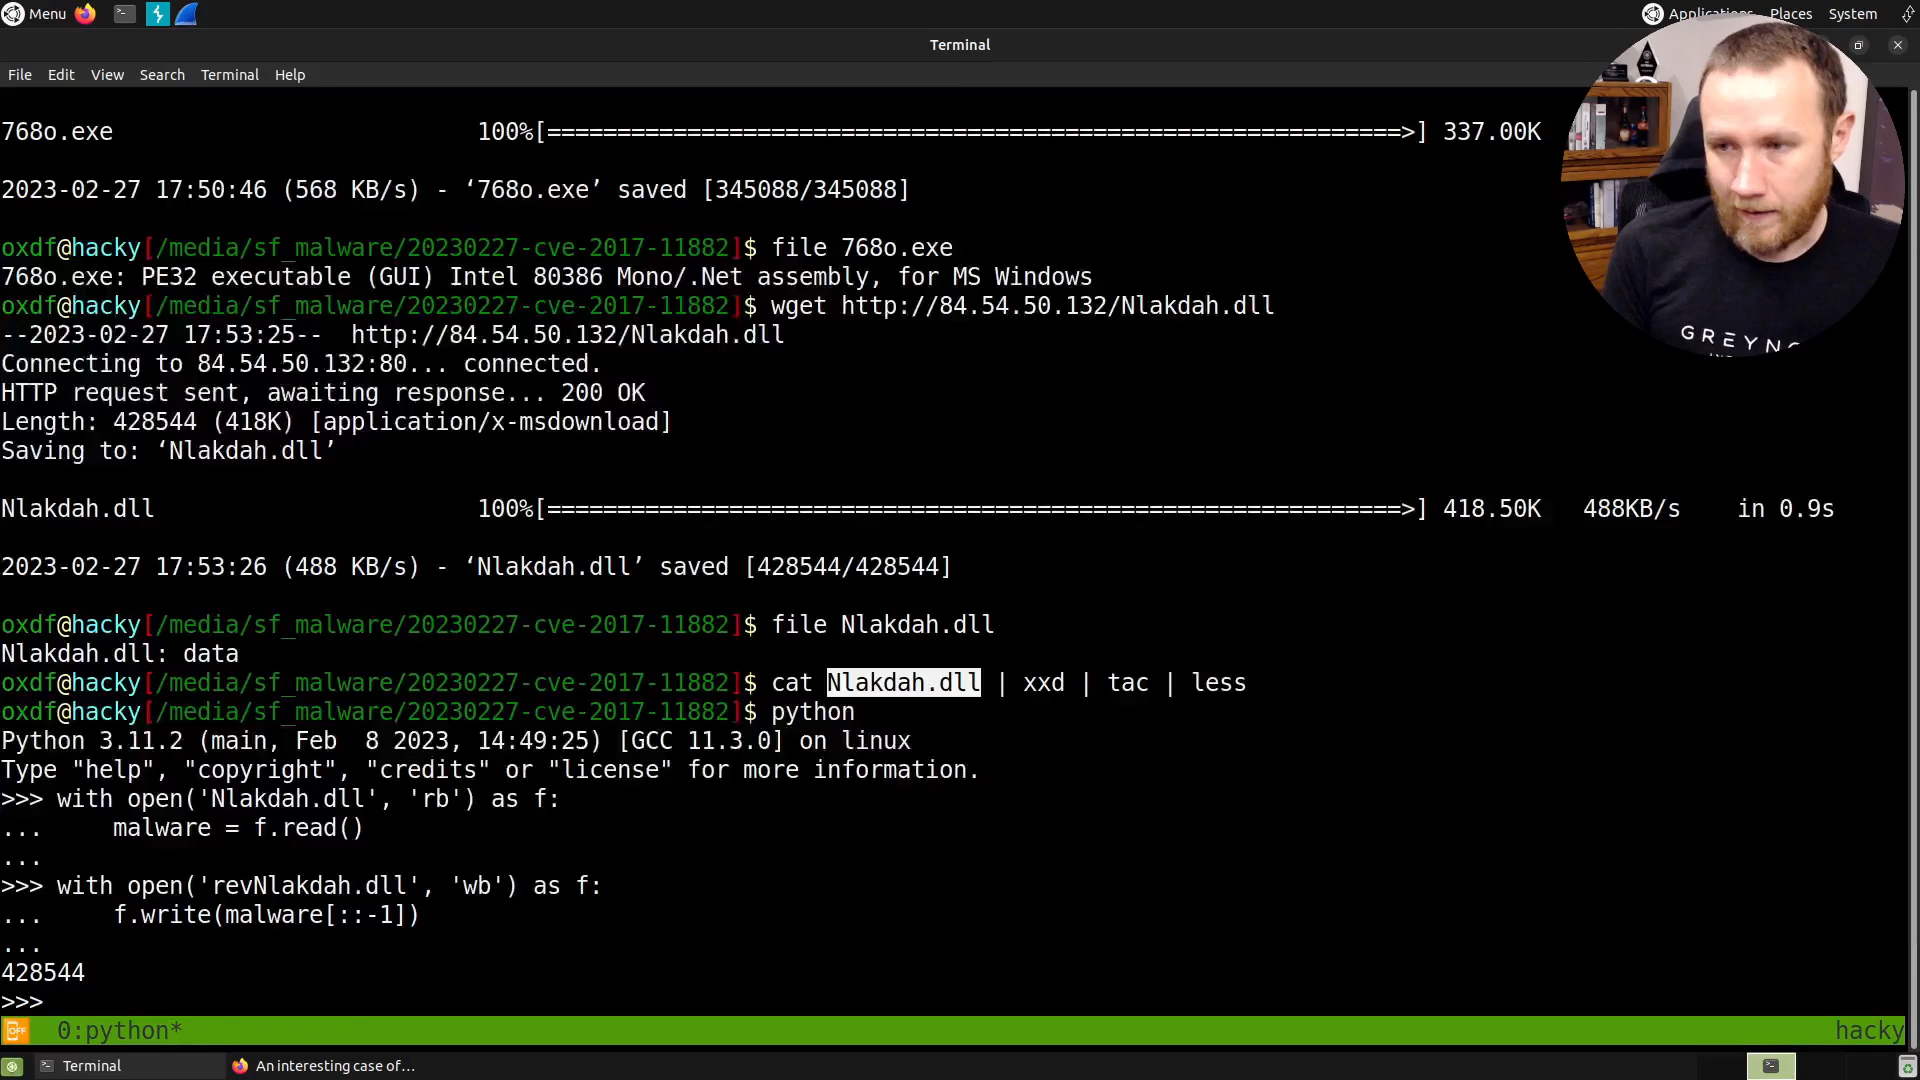 Menu
Applications Places System
Terminal
File Edit View Search Terminal Help
768o.exe 100%[=============================================================>] 337.00K
2023-02-27 17:50:46 (568 KB/s) - ‘768o.exe’ saved [345088/345088]
oxdf@hacky[/media/sf_malware/20230227-cve-2017-11882]$ file 768o.exe
768o.exe: PE32 executable (GUI) Intel 80386 Mono/.Net assembly, for MS Windows
oxdf@hacky[/media/sf_malware/20230227-cve-2017-11882]$ wget http://84.54.50.132/Nlakdah.dll
--2023-02-27 17:53:25-- http://84.54.50.132/Nlakdah.dll
Connecting to 84.54.50.132:80... connected.
HTTP request sent, awaiting response... 200 OK
Length: 428544 (418K) [application/x-msdownload]
Saving to: ‘Nlakdah.dll’
Nlakdah.dll 100%[=============================================================>] 418.50K 488KB/s in 0.9s
2023-02-27 17:53:26 (488 KB/s) - ‘Nlakdah.dll’ saved [428544/428544]
oxdf@hacky[/media/sf_malware/20230227-cve-2017-11882]$ file Nlakdah.dll
Nlakdah.dll: data
oxdf@hacky[/media/sf_malware/20230227-cve-2017-11882]$ cat Nlakdah.dll | xxd | tac | less
oxdf@hacky[/media/sf_malware/20230227-cve-2017-11882]$ python
Python 3.11.2 (main, Feb  8 2023, 14:49:25) [GCC 11.3.0] on linux
Type "help", "copyright", "credits" or "license" for more information.
>>> with open('Nlakdah.dll', 'rb') as f:
...     malware = f.read()
...
>>> with open('revNlakdah.dll', 'wb') as f:
...     f.write(malware[::-1])
...
428544
>>>
OFF 0:python* hacky
Terminal An interesting case of…